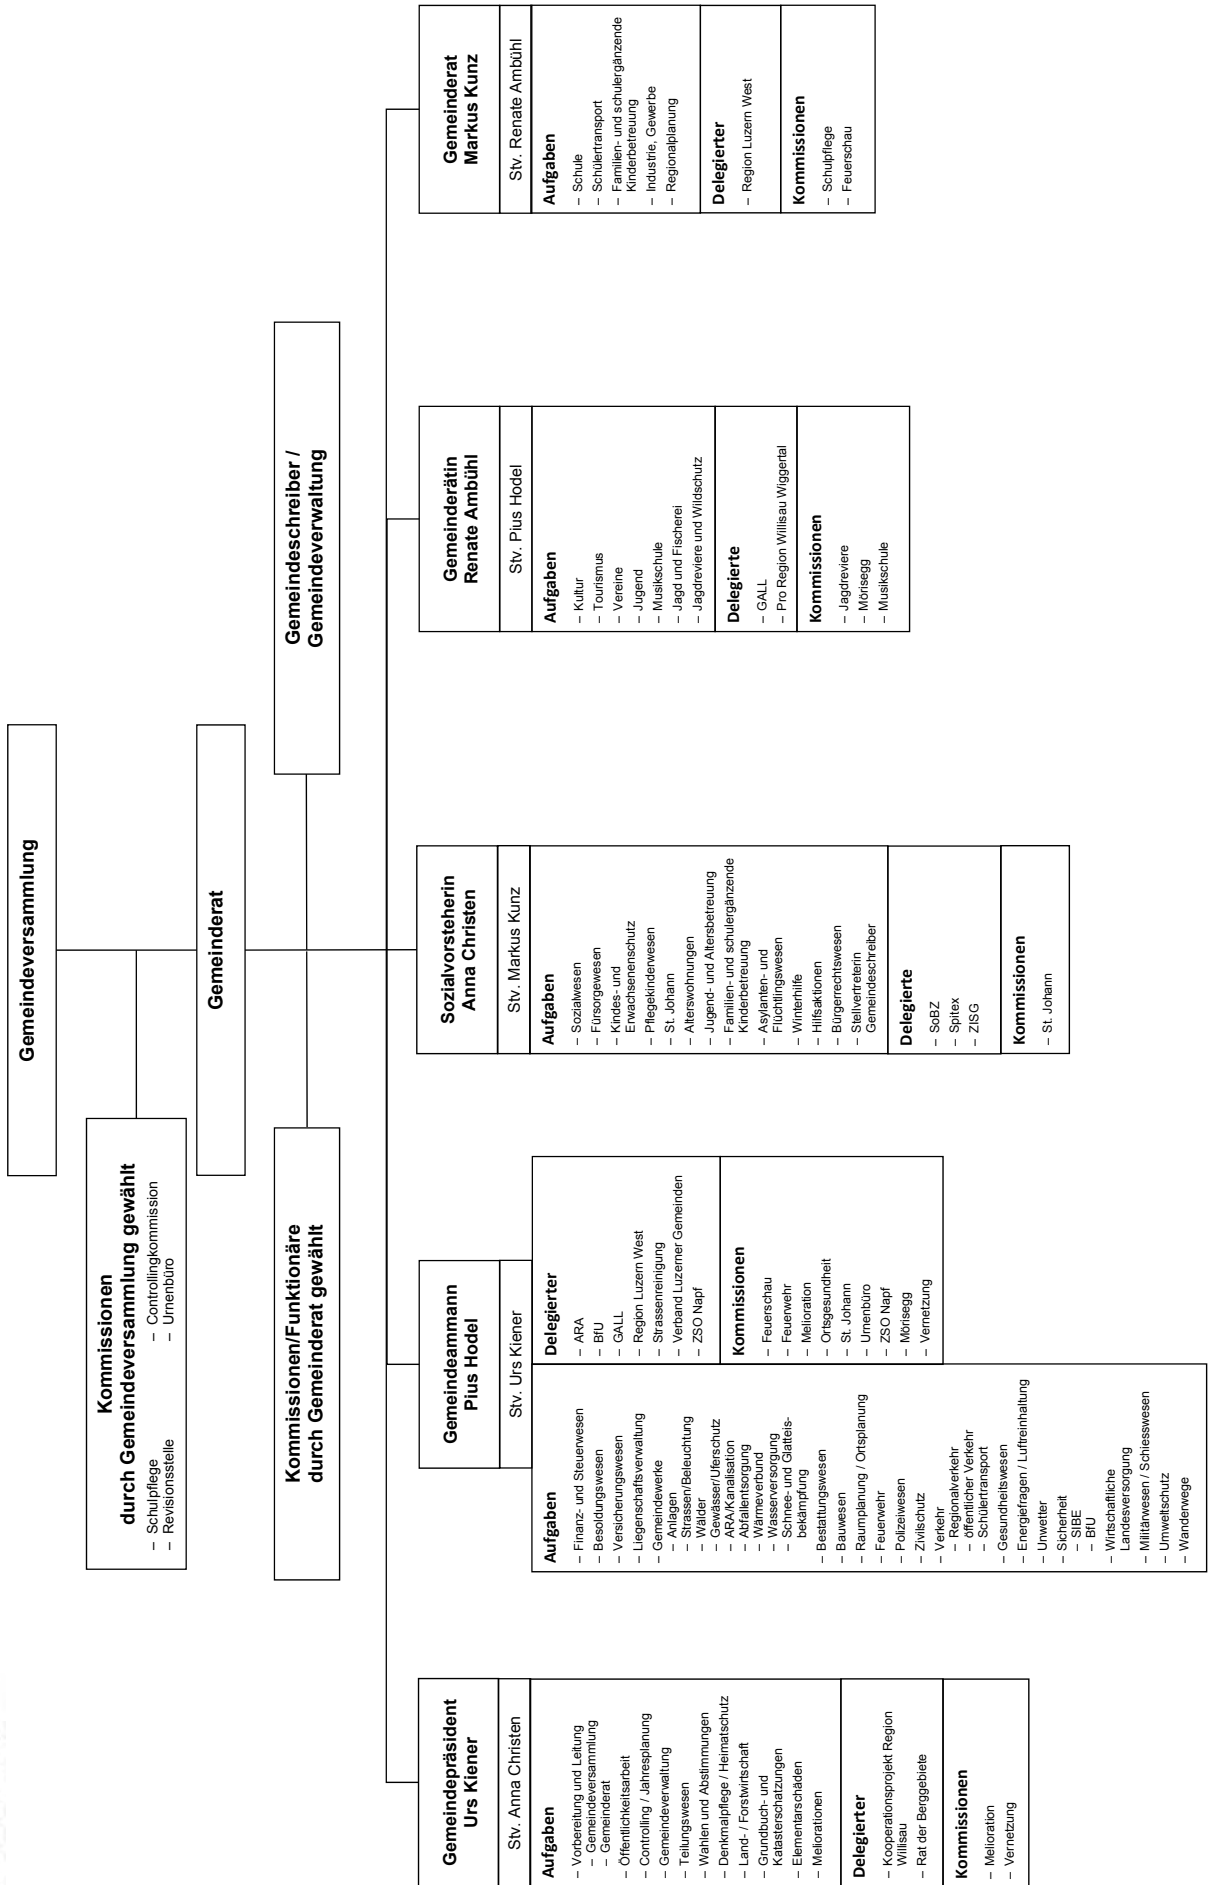 Gemeindeversammlung
Kommissionen
durch Gemeindeversammlung gewählt
– Schulpflege – Controllingkommission
– Revisionsstelle – Urnenbüro
Gemeinderat
Kommissionen/Funktionäre
durch Gemeinderat gewählt
Gemeindeschreiber /
Gemeindeverwaltung
Gemeindepräsident
Urs Kiener
Stv. Anna Christen
Aufgaben
– Vorbereitung und Leitung
– Gemeindeversammlung
– Gemeinderat
– Öffentlichkeitsarbeit
– Controlling / Jahresplanung
– Gemeindeverwaltung
– Teilungswesen
– Wahlen und Abstimmungen
– Denkmalpflege / Heimatschutz
– Land- / Forstwirtschaft
– Grundbuch- und
Katasterschatzungen
– Elementarschäden
– Meliorationen
Delegierter
– Kooperationsprojekt Region
Willisau
– Rat der Berggebiete
Kommissionen
– Melioration
– Vernetzung
Gemeindeammann
Pius Hodel
Stv. Urs Kiener
Aufgaben
– Finanz- und Steuerwesen
– Besoldungswesen
– Versicherungswesen
– Liegenschaftsverwaltung
– Gemeindewerke
– Anlagen
– Strassen/Beleuchtung
– Wälder
– Gewässer/Uferschutz
– ARA/Kanalisation
– Abfallentsorgung
– Wärmeverbund
– Wasserversorgung
– Schnee- und Glatteis-
bekämpfung
– Bestattungswesen
– Bauwesen
– Raumplanung / Ortsplanung
– Feuerwehr
– Polizeiwesen
– Zivilschutz
– Verkehr
– Regionalverkehr
– öffentlicher Verkehr
– Schülertransport
– Gesundheitswesen
– Energiefragen / Luftreinhaltung
– Unwetter
– Sicherheit
– SIBE
– BfU
– Wirtschaftliche
Landesversorgung
– Militärwesen / Schiesswesen
– Umweltschutz
– Wanderwege
Delegierter
– ARA
– BfU
– GALL
– Region Luzern West
– Strassenreinigung
– Verband Luzerner Gemeinden
– ZSO Napf
Kommissionen
– Feuerschau
– Feuerwehr
– Melioration
– Ortsgesundheit
– St. Johann
– Urnenbüro
– ZSO Napf
– Mörisegg
– Vernetzung
Sozialvorsteherin
Anna Christen
Stv. Markus Kunz
Aufgaben
– Sozialwesen
– Fürsorgewesen
– Kindes- und
Erwachsenenschutz
– Pflegekinderwesen
– St. Johann
– Alterswohnungen
– Jugend- und Altersbetreuung
– Familien- und schulergänzende
Kinderbetreuung
– Asylanten- und
Flüchtlingswesen
– Winterhilfe
– Hilfsaktionen
– Bürgerrechtswesen
– Stellvertreterin
Gemeindeschreiber
Delegierte
– SoBZ
– Spitex
– ZISG
Kommissionen
– St. Johann
Gemeinderätin
Renate Ambühl
Stv. Pius Hodel
Aufgaben
– Kultur
– Tourismus
– Vereine
– Jugend
– Musikschule
– Jagd und Fischerei
– Jagdreviere und Wildschutz
Delegierte
– GALL
– Pro Region Willisau Wiggertal
Kommissionen
– Jagdreviere
– Mörisegg
– Musikschule
Gemeinderat
Markus Kunz
Stv. Renate Ambühl
Aufgaben
– Schule
– Schülertransport
– Familien- und schulergänzende
Kinderbetreuung
– Industrie, Gewerbe
– Regionalplanung
Delegierter
– Region Luzern West
Kommissionen
– Schulpflege
– Feuerschau